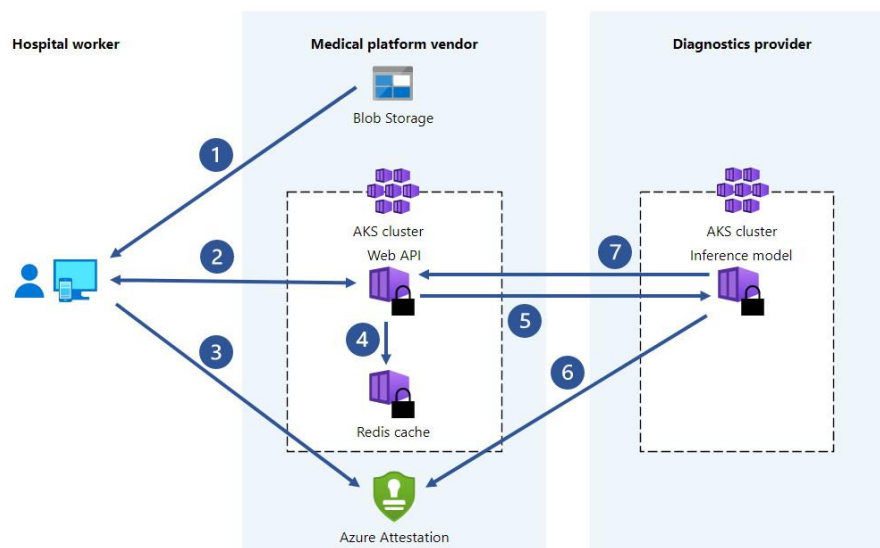 Hospital worker
Medical platform vendor
Diagnostics provider
Blob Storage
1
AKS cluster
AKS cluster
Web API
Inference model
2
7
3
4
5
6
Redis cache
Azure Attestation